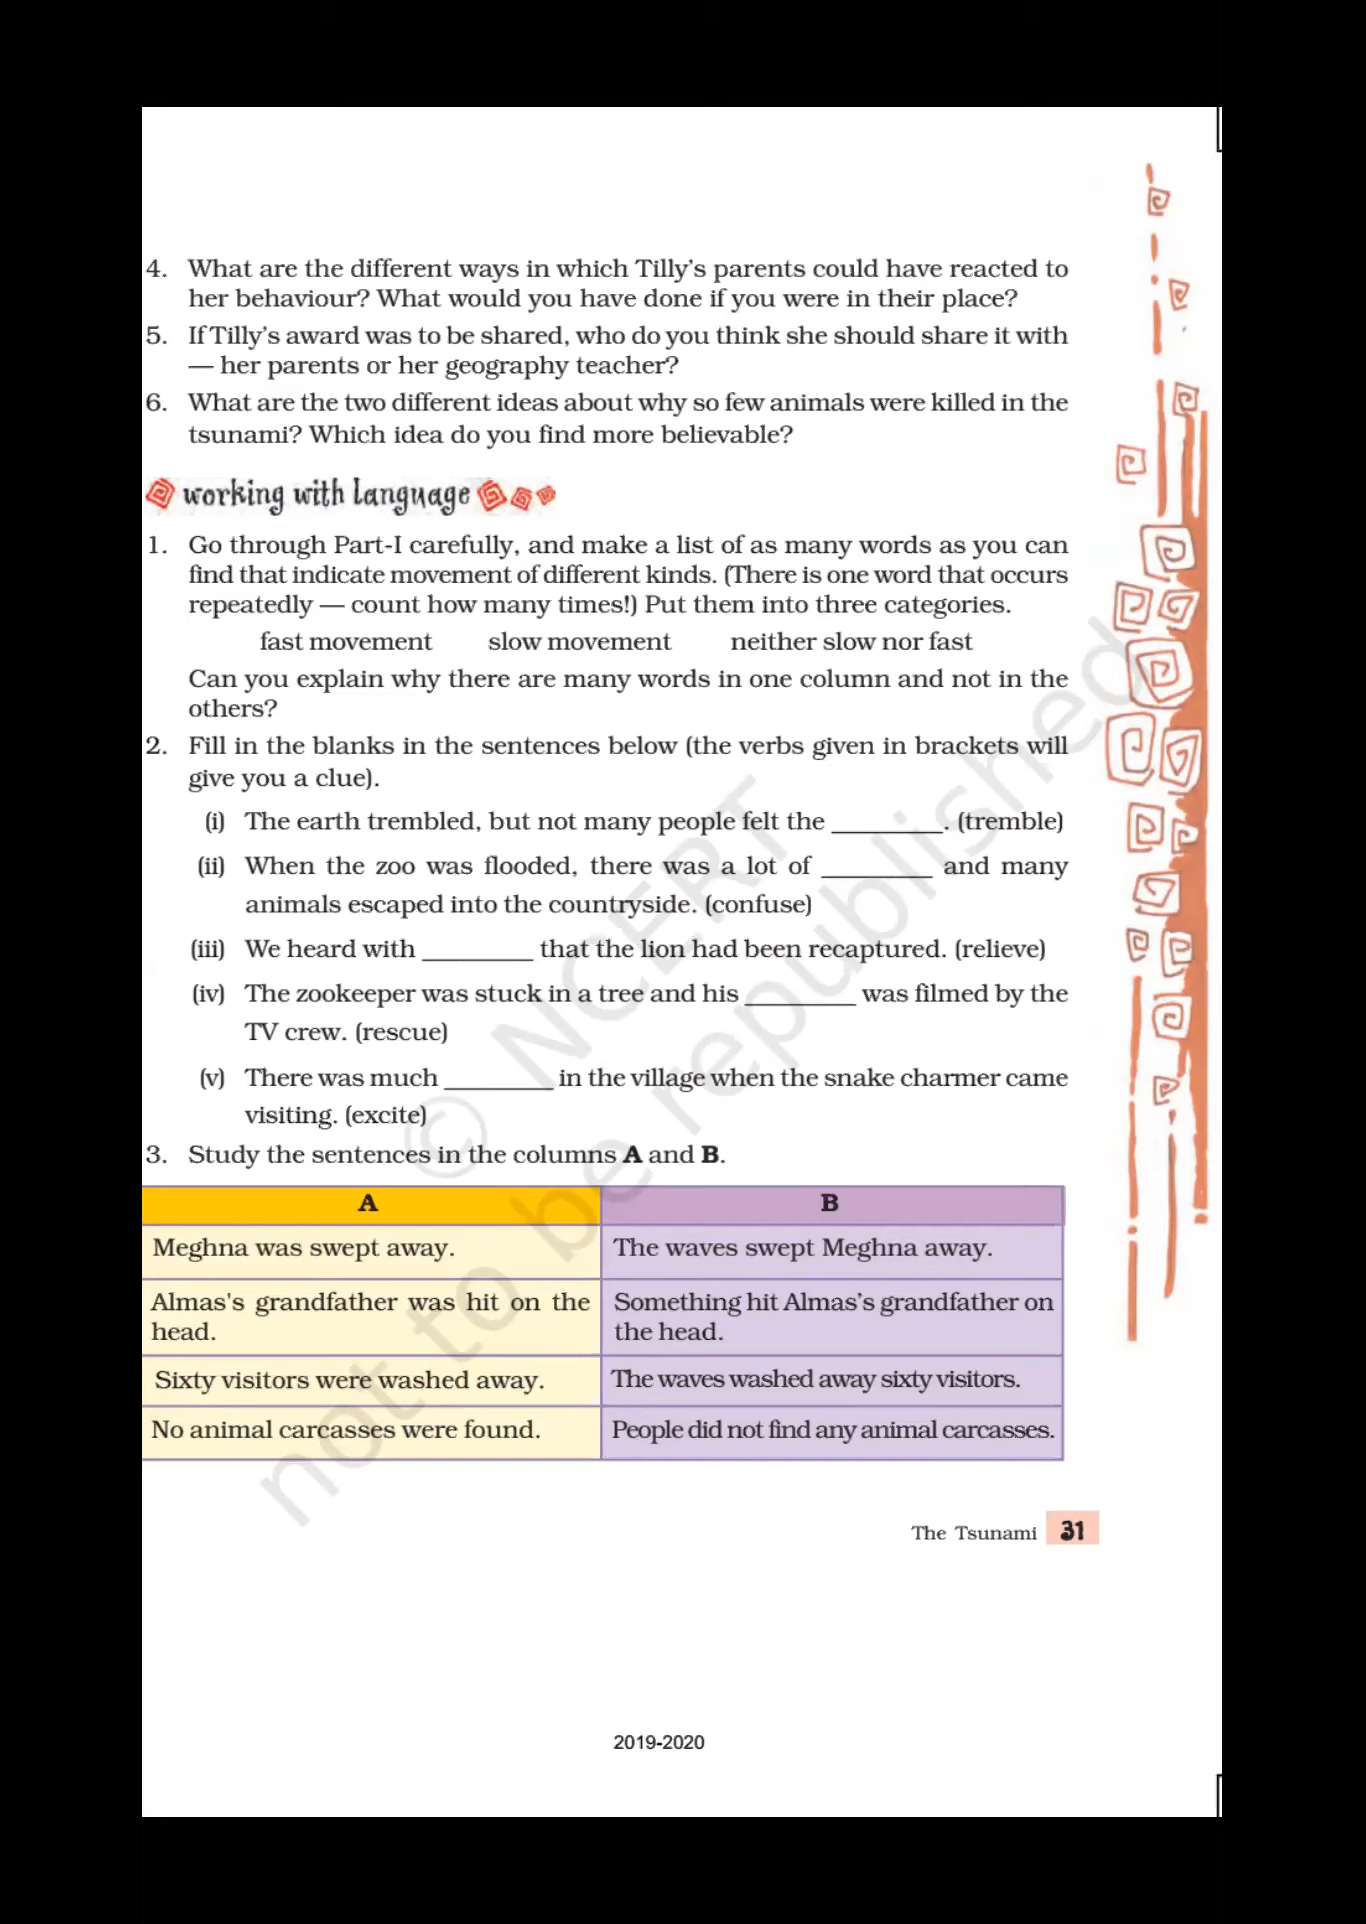 4. What are the different ways in which Tilly’s parents could have reacted to
her behaviour? What would you have done if you were in their place?
5. If Tilly’s award was to be shared, who do you think she should share it with
— her parents or her geography teacher?
6. What are the two different ideas about why so few animals were killed in the
tsunami? Which idea do you find more believable?
working with language
1. Go through Part-I carefully, and make a list of as many words as you can
find that indicate movement of different kinds. (There is one word that occurs
repeatedly — count how many times!) Put them into three categories.
fast movement slow movement neither slow nor fast
Can you explain why there are many words in one column and not in the
others?
2. Fill in the blanks in the sentences below (the verbs given in brackets will
give you a clue).
(i) The earth trembled, but not many people felt the ________. (tremble)
(ii) When the zoo was flooded, there was a lot of ________ and many
animals escaped into the countryside. (confuse)
(iii) We heard with ________ that the lion had been recaptured. (relieve)
(iv) The zookeeper was stuck in a tree and his ________ was filmed by the
TV crew. (rescue)
(v) There was much ________ in the village when the snake charmer came
visiting. (excite)
3. Study the sentences in the columns A and B.
A B
Meghna was swept away. The waves swept Meghna away.
Almas's grandfather was hit on the Something hit Almas’s grandfather on
head. the head.
Sixty visitors were washed away. The waves washed away sixty visitors.
No animal carcasses were found. People did not find any animal carcasses.
© NCERT
not to be republished
The Tsunami 31
2019-2020